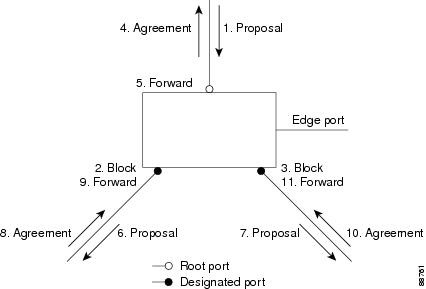 4. Agreement
1. Proposal
5. Forward
Edge port
2. Block
9. Forward
3. Block
11. Forward
8. Agreement
6. Proposal
7. Proposal
10. Agreement
Root port
Designated port
88761